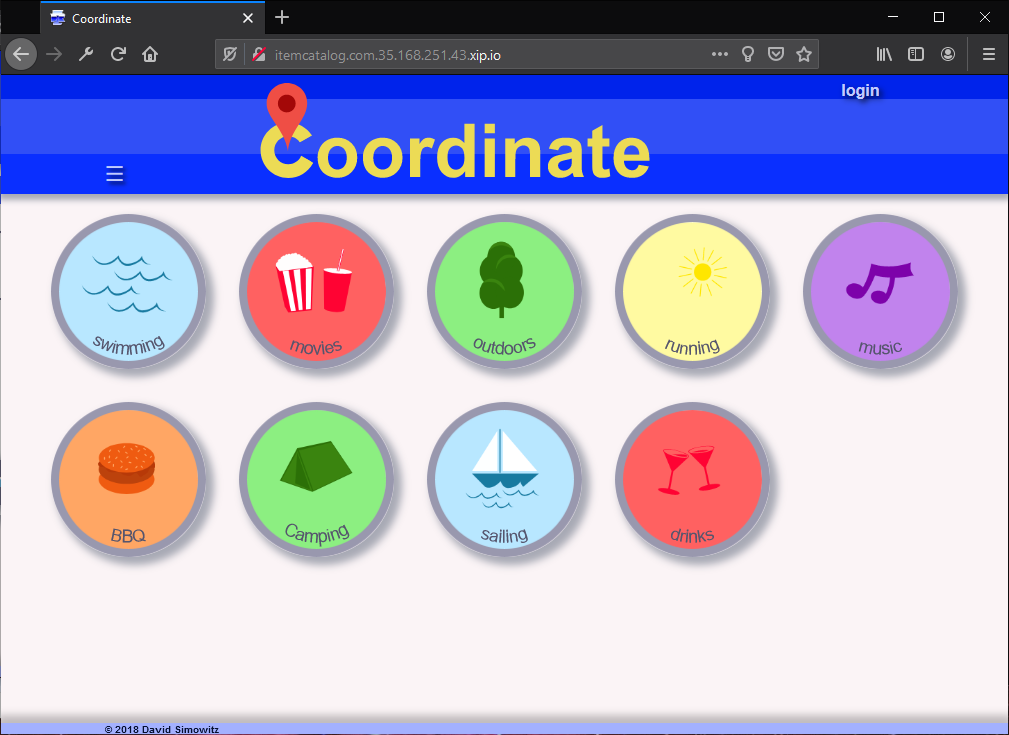 Coordinate
itemcatalog.com.35.168.251.43.xip.io
login
Coordinate
swimming
movies
outdoors
running
music
BBQ
Camping
sailing
drinks
© 2018 David Simowitz